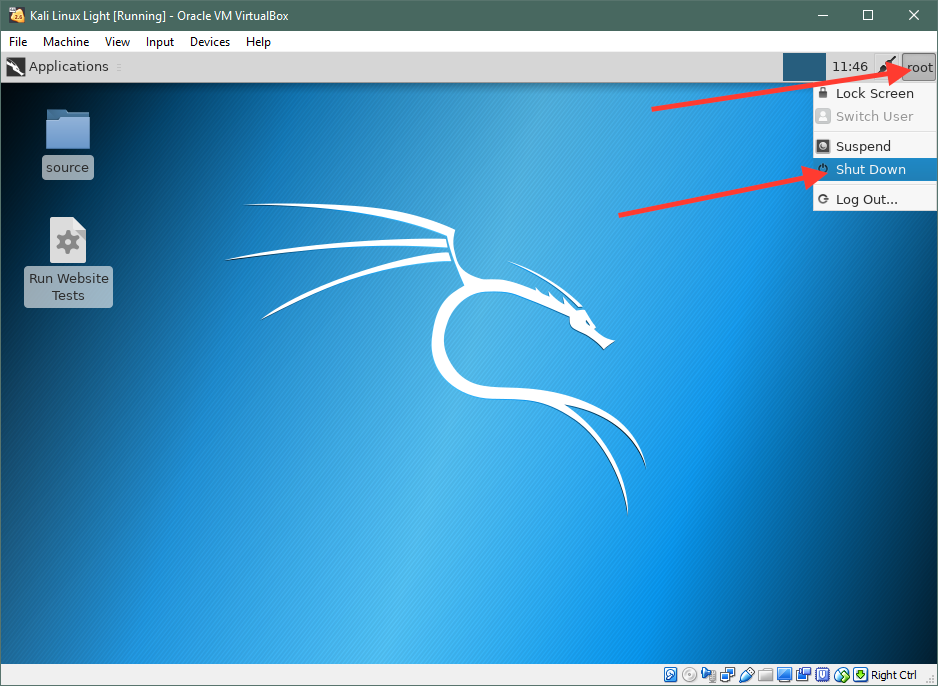 Kali Linux Light [Running] - Oracle VM VirtualBox
File Machine View Input Devices Help
Applications 11:46 root
Lock Screen
Switch User
Suspend
Shut Down
Log Out...
source
Run Website
Tests
Right Ctrl